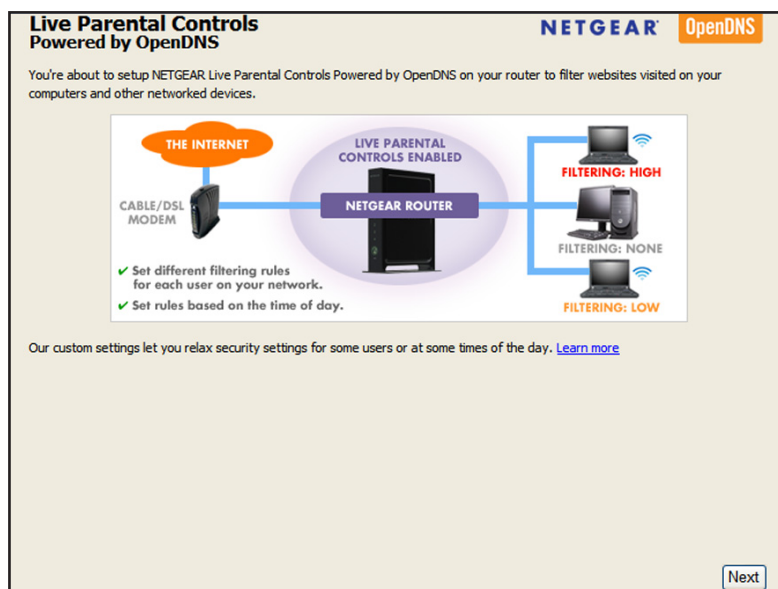 Live Parental Controls
Powered by OpenDNS
NETGEAR
OpenDNS
You're about to setup NETGEAR Live Parental Controls Powered by OpenDNS on your router to filter websites visited on your
computers and other networked devices.
THE INTERNET
CABLE/DSL
MODEM
LIVE PARENTAL
CONTROLS ENABLED
NETGEAR ROUTER
FILTERING: HIGH
FILTERING: NONE
FILTERING: LOW
✔ Set different filtering rules
for each user on your network.
✔ Set rules based on the time of day.
Our custom settings let you relax security settings for some users or at some times of the day. Learn more
Next